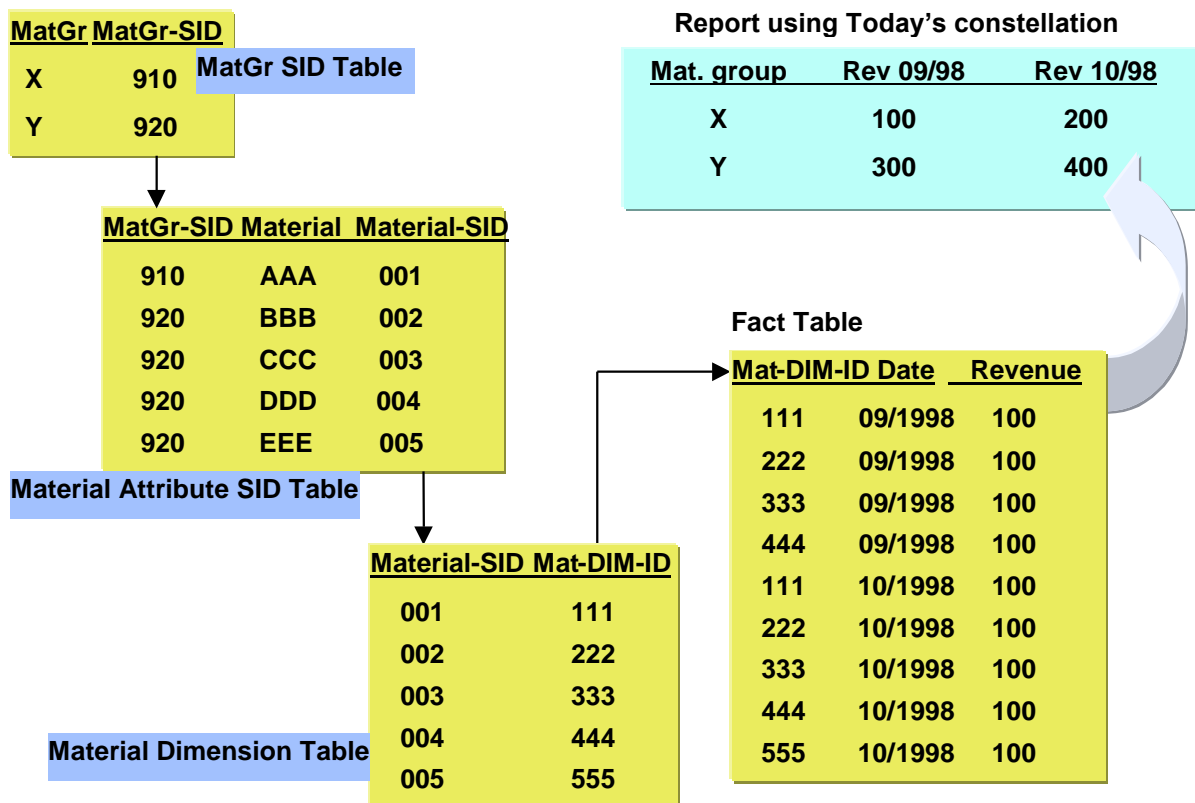 MatGr MatGr-SID
X 910
Y 920
MatGr SID Table
Report using Today's constellation
Mat. group Rev 09/98 Rev 10/98
X 100 200
Y 300 400
MatGr-SID Material Material-SID
910 AAA 001
920 BBB 002
920 CCC 003
920 DDD 004
920 EEE 005
Material Attribute SID Table
Material-SID Mat-DIM-ID
001 111
002 222
003 333
004 444
005 555
Material Dimension Table
Fact Table
Mat-DIM-ID Date Revenue
111 09/1998 100
222 09/1998 100
333 09/1998 100
444 09/1998 100
111 10/1998 100
222 10/1998 100
333 10/1998 100
444 10/1998 100
555 10/1998 100